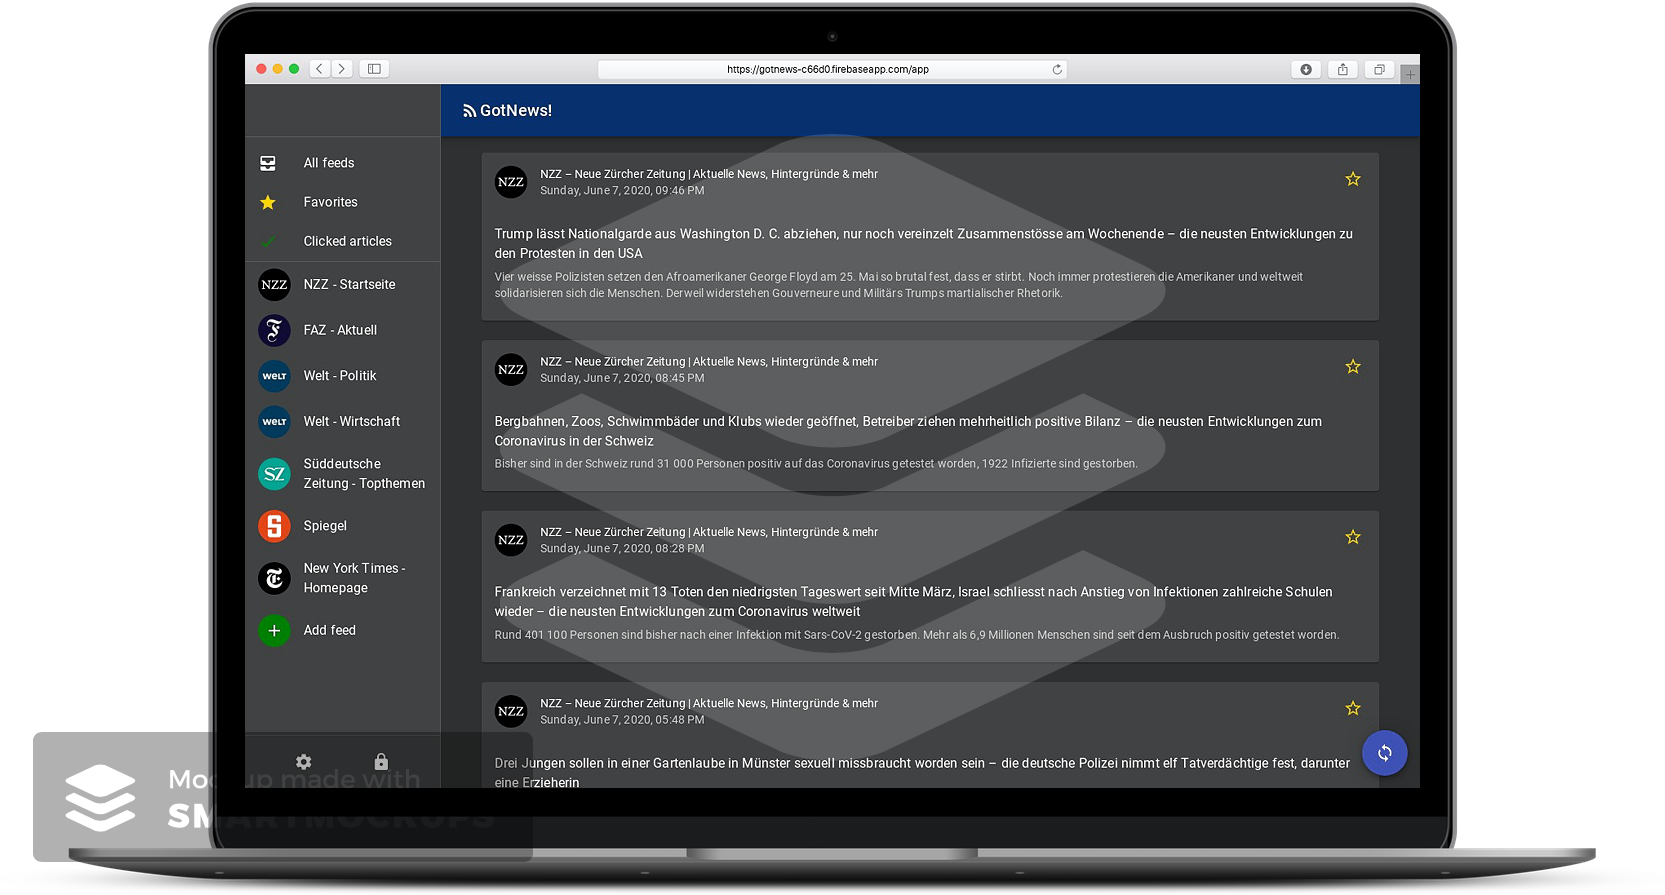 https://gotnews-c66d0.firebaseapp.com/app
GotNews!
All feeds
Favorites
Clicked articles
NZZ
NZZ - Startseite
FAZ - Aktuell
WELT
Welt - Politik
WELT
Welt - Wirtschaft
SZ
Süddeutsche
Zeitung - Topthemen
Spiegel
New York Times -
Homepage
Add feed
NZZ
NZZ – Neue Zürcher Zeitung | Aktuelle News, Hintergründe & mehr
Sunday, June 7, 2020, 09:46 PM
Trump lässt Nationalgarde aus Washington D. C. abziehen, nur noch vereinzelt Zusammenstösse am Wochenende – die neusten Entwicklungen zu
den Protesten in den USA
Vier weisse Polizisten setzen den Afroamerikaner George Floyd am 25. Mai so brutal fest, dass er stirbt. Noch immer protestieren die Amerikaner und weltweit
solidarisieren sich die Menschen. Derweil widerstehen Gouverneure und Militärs Trumps martialischer Rhetorik.
NZZ
NZZ – Neue Zürcher Zeitung | Aktuelle News, Hintergründe & mehr
Sunday, June 7, 2020, 08:45 PM
Bergbahnen, Zoos, Schwimmbäder und Klubs wieder geöffnet, Betreiber ziehen mehrheitlich positive Bilanz – die neusten Entwicklungen zum
Coronavirus in der Schweiz
Bisher sind in der Schweiz rund 31 000 Personen positiv auf das Coronavirus getestet worden, 1922 Infizierte sind gestorben.
NZZ
NZZ – Neue Zürcher Zeitung | Aktuelle News, Hintergründe & mehr
Sunday, June 7, 2020, 08:28 PM
Frankreich verzeichnet mit 13 Toten den niedrigsten Tageswert seit Mitte März, Israel schliesst nach Anstieg von Infektionen zahlreiche Schulen
wieder – die neusten Entwicklungen zum Coronavirus weltweit
Rund 401 100 Personen sind bisher nach einer Infektion mit Sars-CoV-2 gestorben. Mehr als 6,9 Millionen Menschen sind seit dem Ausbruch positiv getestet worden.
NZZ
NZZ – Neue Zürcher Zeitung | Aktuelle News, Hintergründe & mehr
Sunday, June 7, 2020, 05:48 PM
Drei Jungen sollen in einer Gartenlaube in Münster sexuell missbraucht worden sein – die deutsche Polizei nimmt elf Tatverdächtige fest, darunter
eine Erzieherin
Mockup made with
SMARTMOCKUPS